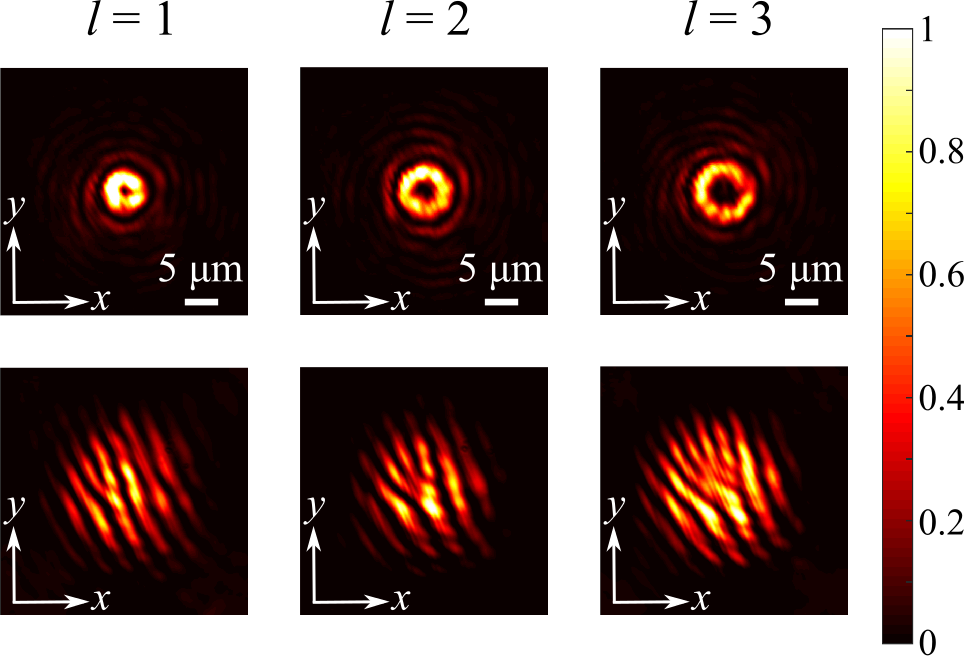 l = 1 l = 2 l = 3
1
0.8
y y y
5 μm 5 μm 5 μm
0.6
x x x
0.4
y y y
0.2
x x x
0